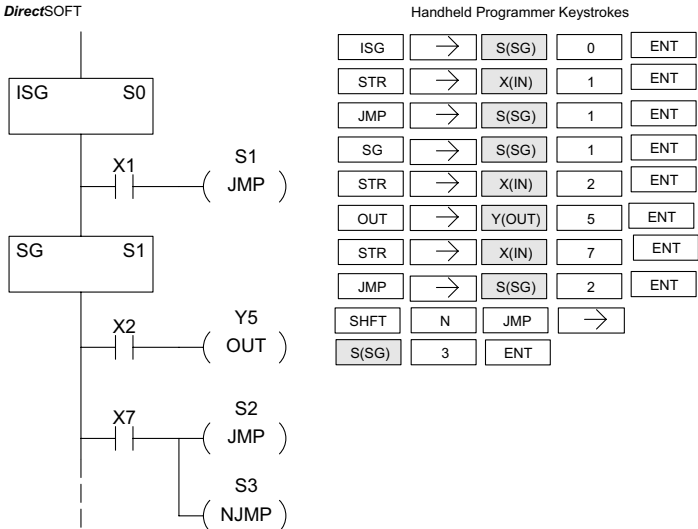 DirectSOFT
ISG S0
X1
S1
JMP
SG S1
X2
Y5
OUT
X7
S2
JMP
S3
NJMP
Handheld Programmer Keystrokes
ISG → S(SG) 0 ENT
STR → X(IN) 1 ENT
JMP → S(SG) 1 ENT
SG → S(SG) 1 ENT
STR → X(IN) 2 ENT
OUT → Y(OUT) 5 ENT
STR → X(IN) 7 ENT
JMP → S(SG) 2 ENT
SHFT N JMP →
S(SG) 3 ENT